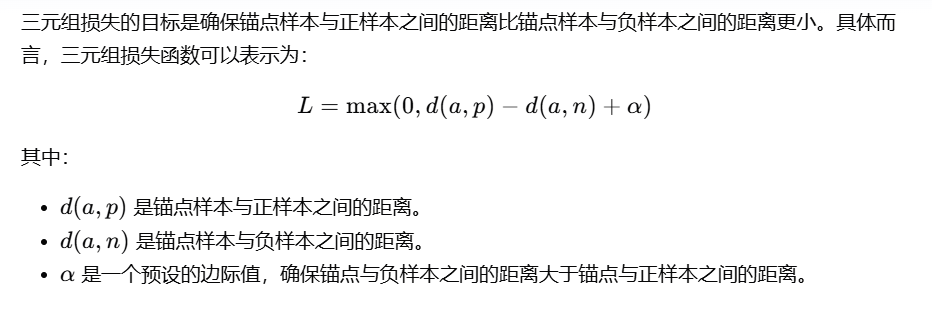 三元组损失的目标是确保锚点样本与正样本之间的距离比锚点样本与负样本之间的距离更小。具体而
言，三元组损失函数可以表示为：
L = max(0, d(a, p) − d(a, n) + α)
其中：
• d(a, p) 是锚点样本与正样本之间的距离。
• d(a, n) 是锚点样本与负样本之间的距离。
• α 是一个预设的边际值，确保锚点与负样本之间的距离大于锚点与正样本之间的距离。